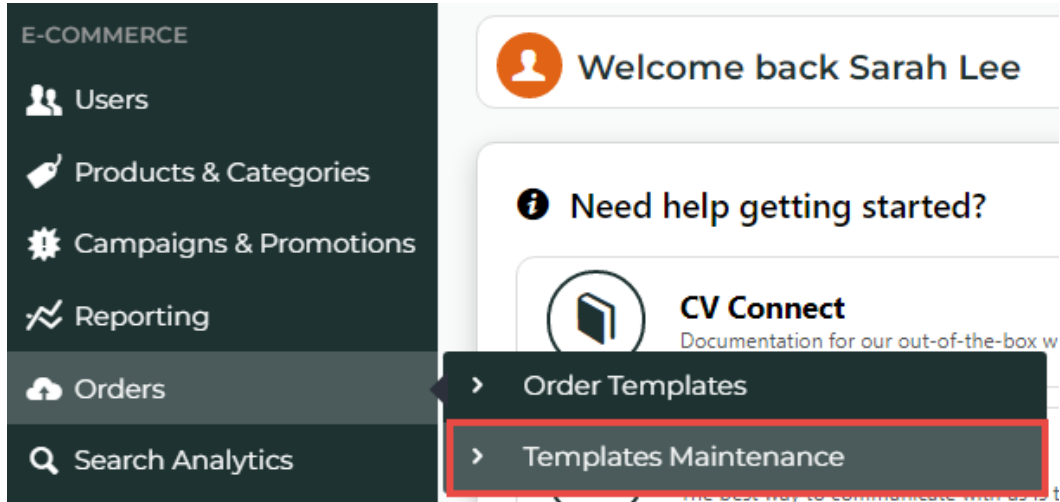 E-COMMERCE
Users
Products & Categories
Campaigns & Promotions
Reporting
Orders
Search Analytics
Welcome back Sarah Lee
Need help getting started?
CV Connect
Documentation for our out-of-the-box w
Order Templates
Templates Maintenance